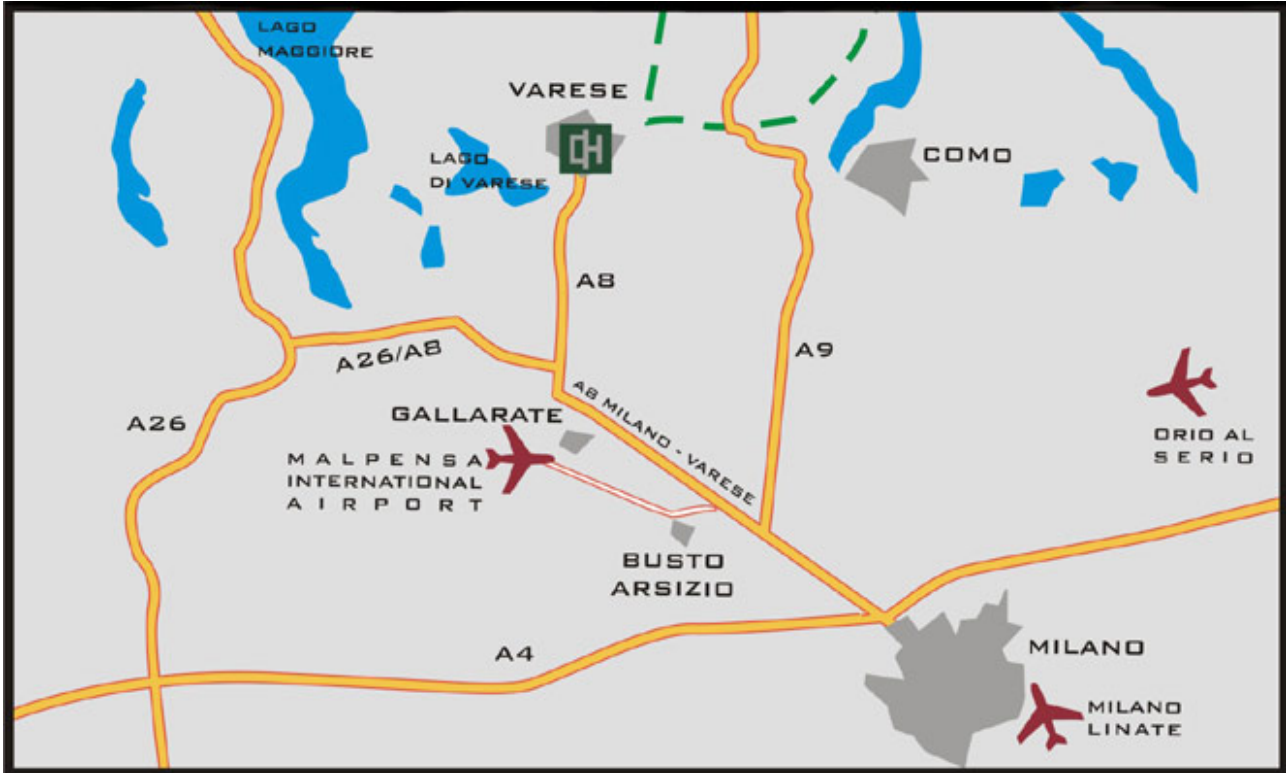 LAGO
MAGGIORE
VARESE
LAGO
DI VARESE
COMO
A8
A9
A26/A8
A26
A8 MILANO - VARESE
GALLARATE
MALPENSA
INTERNATIONAL
AIRPORT
ORIO AL
SERIO
BUSTO
ARSIZIO
A4
MILANO
MILANO
LINATE